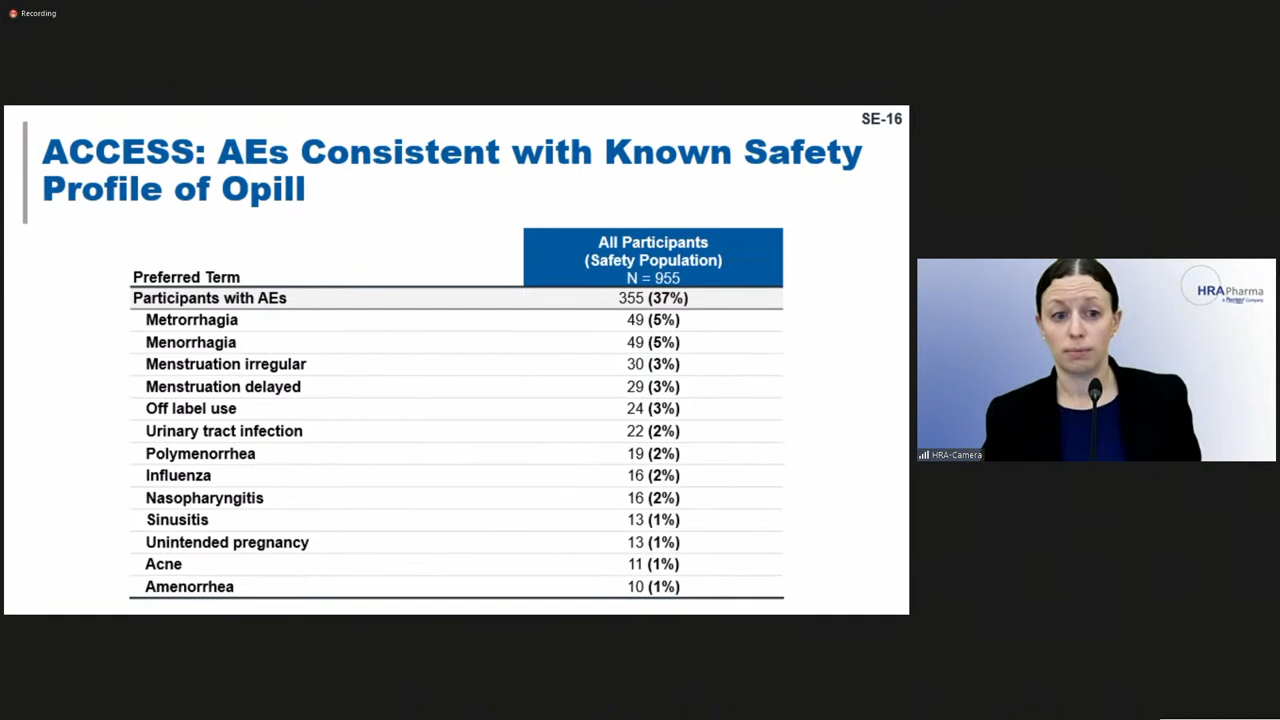 Recording
SE-16
ACCESS: AEs Consistent with Known Safety
Profile of Opill
All Participants
(Safety Population)
Preferred Term N = 955
Participants with AEs 355 (37%)
Metrorrhagia 49 (5%)
Menorrhagia 49 (5%)
Menstruation irregular 30 (3%)
Menstruation delayed 29 (3%)
Off label use 24 (3%)
Urinary tract infection 22 (2%)
Polymenorrhea 19 (2%)
Influenza 16 (2%)
Nasopharyngitis 16 (2%)
Sinusitis 13 (1%)
Unintended pregnancy 13 (1%)
Acne 11 (1%)
Amenorrhea 10 (1%)
HRA Pharma
A Perrigo Company
HRA-Camera